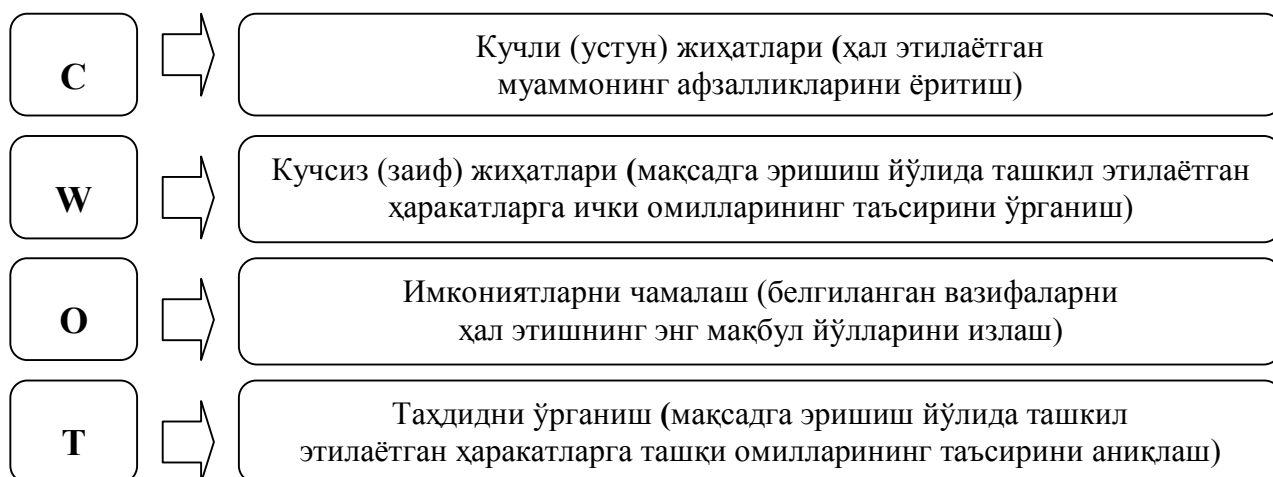 С
Кучли (устун) жиҳатлари (ҳал этилаётган
муаммонинг афзалликларини ёритиш)
W
Кучсиз (заиф) жиҳатлари (мақсадга эришиш йўлида ташкил этилаётган
ҳаракатларга ички омилларининг таъсирини ўрганиш)
О
Имкониятларни чамалаш (белгиланган вазифаларни
ҳал этишнинг энг мақбул йўлларини излаш)
Т
Таҳдидни ўрганиш (мақсадга эришиш йўлида ташкил
этилаётган ҳаракатларга ташқи омилларининг таъсирини аниқлаш)